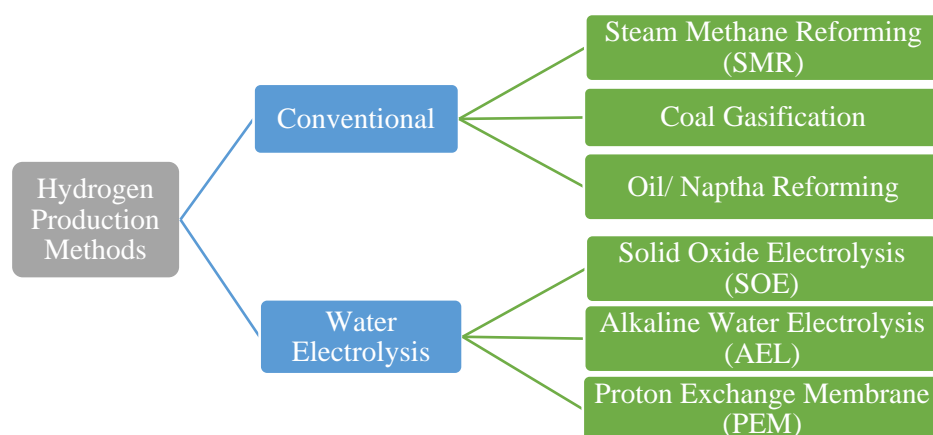 Hydrogen
Production
Methods
Conventional
Water
Electrolysis
Steam Methane Reforming
(SMR)
Coal Gasification
Oil/ Naptha Reforming
Solid Oxide Electrolysis
(SOE)
Alkaline Water Electrolysis
(AEL)
Proton Exchange Membrane
(PEM)